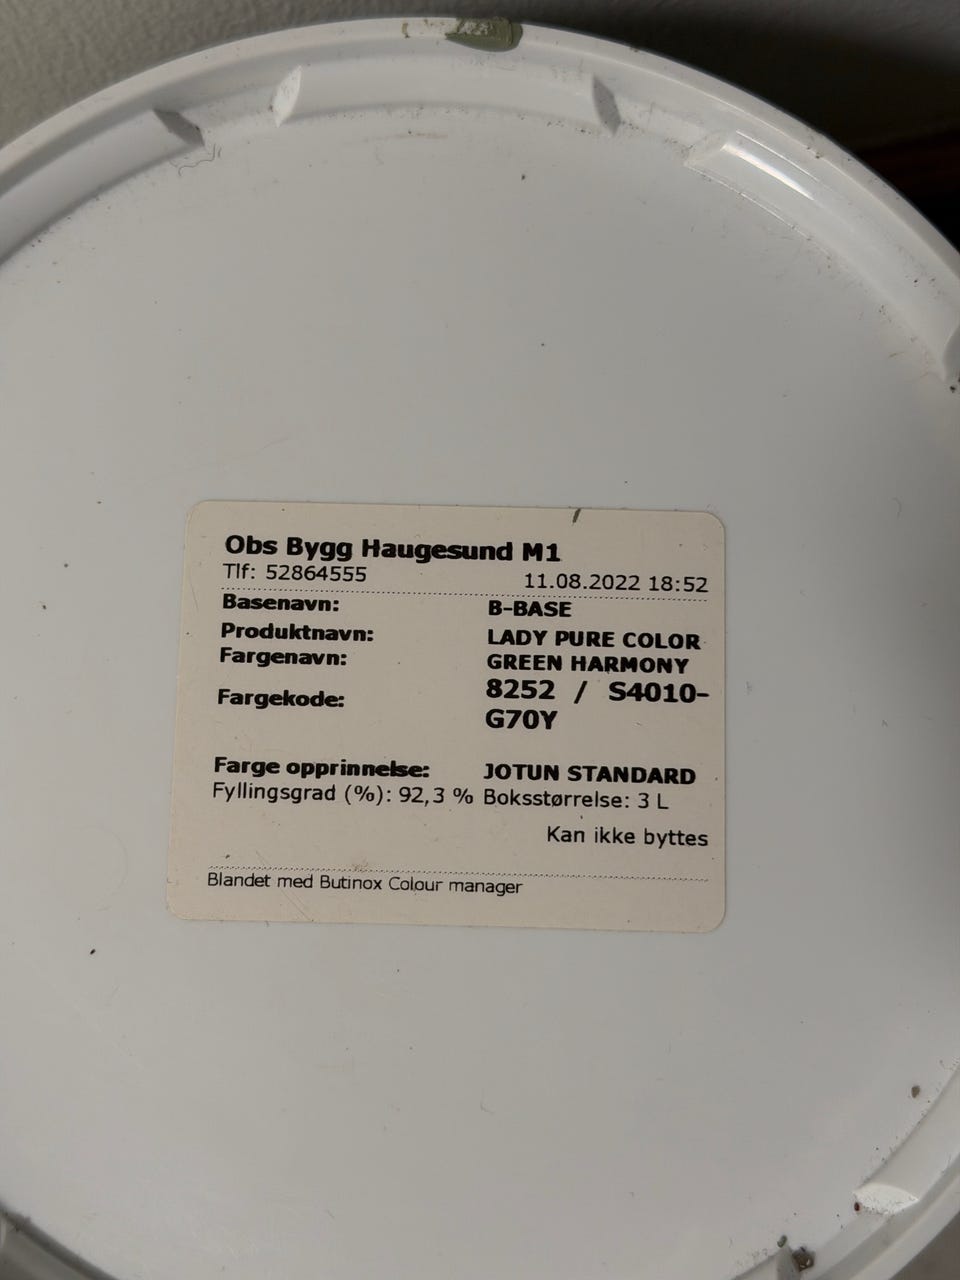 Obs Bygg Haugesund M1
Tlf: 52864555 11.08.2022 18:52
Basenavn: B-BASE
Produktnavn: LADY PURE COLOR
Fargenavn: GREEN HARMONY
Fargekode: 8252 / S4010-
G70Y
Farge opprinnelse: JOTUN STANDARD
Fyllingsgrad (%): 92,3 % Boksstørrelse: 3 L
Kan ikke byttes
Blandet med Butinox Colour manager